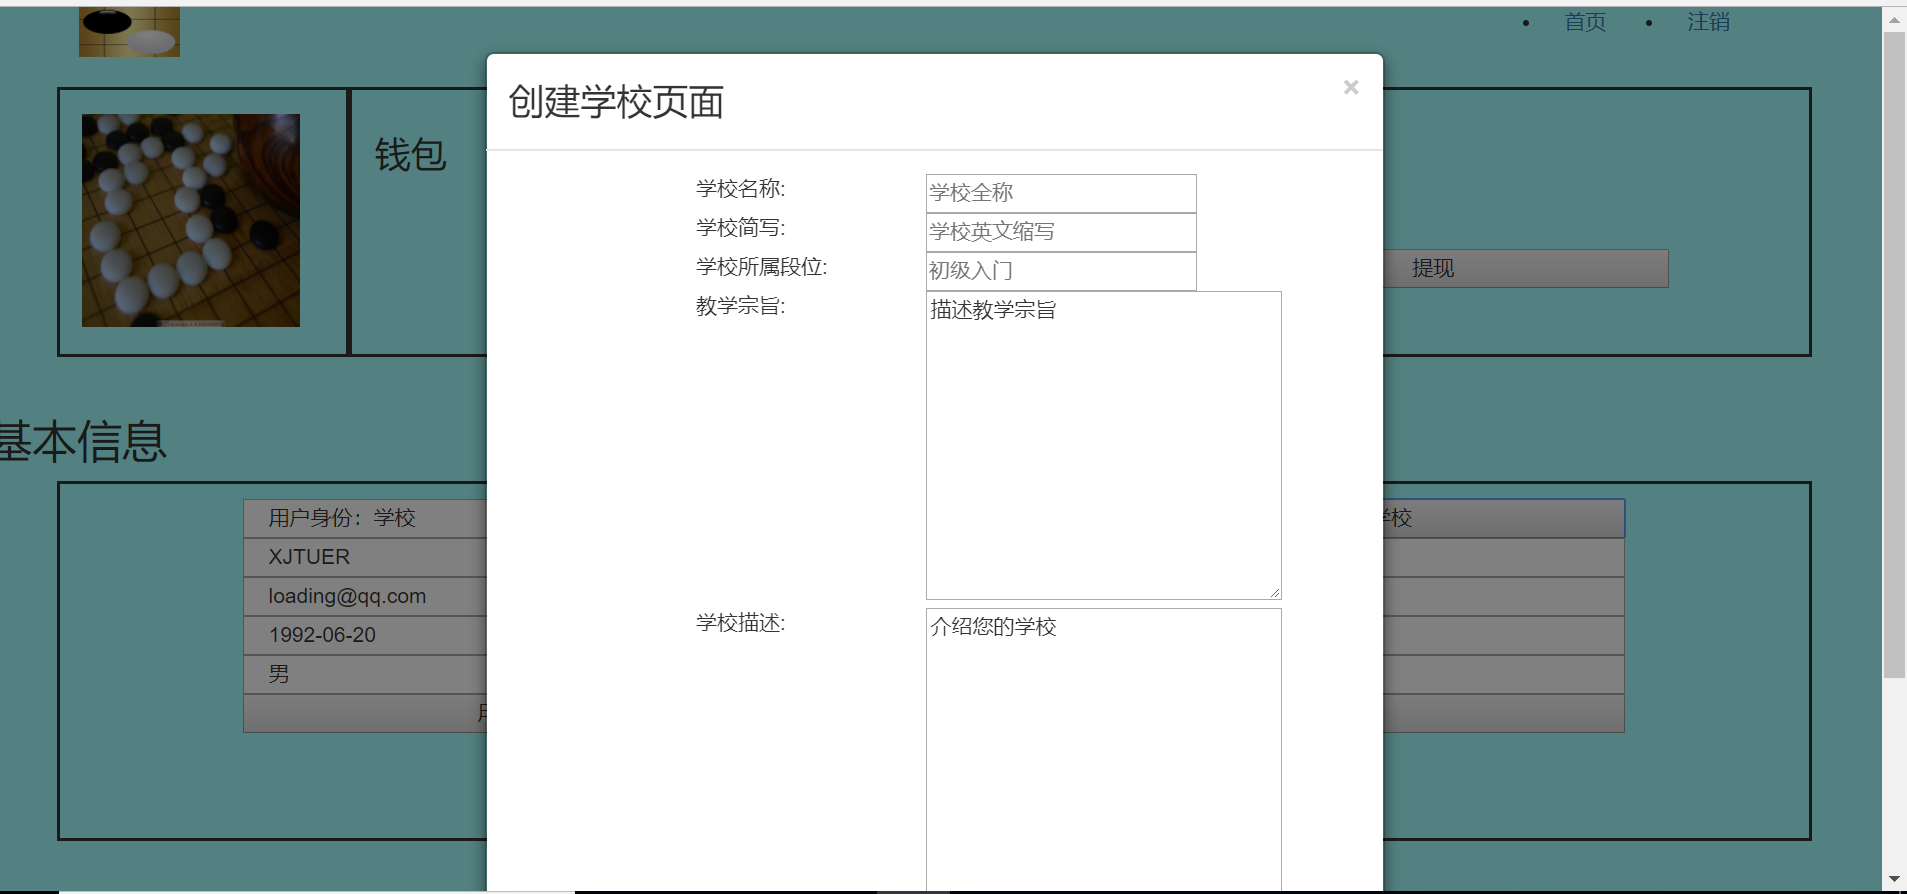 首页
注销
创建学校页面
×
钱包
学校名称:
学校全称
学校简写:
学校英文缩写
学校所属段位:
初级入门
提现
教学宗旨:
描述教学宗旨
基本信息
用户身份：学校
学校
XJTUER
loading@qq.com
学校描述:
介绍您的学校
1992-06-20
男